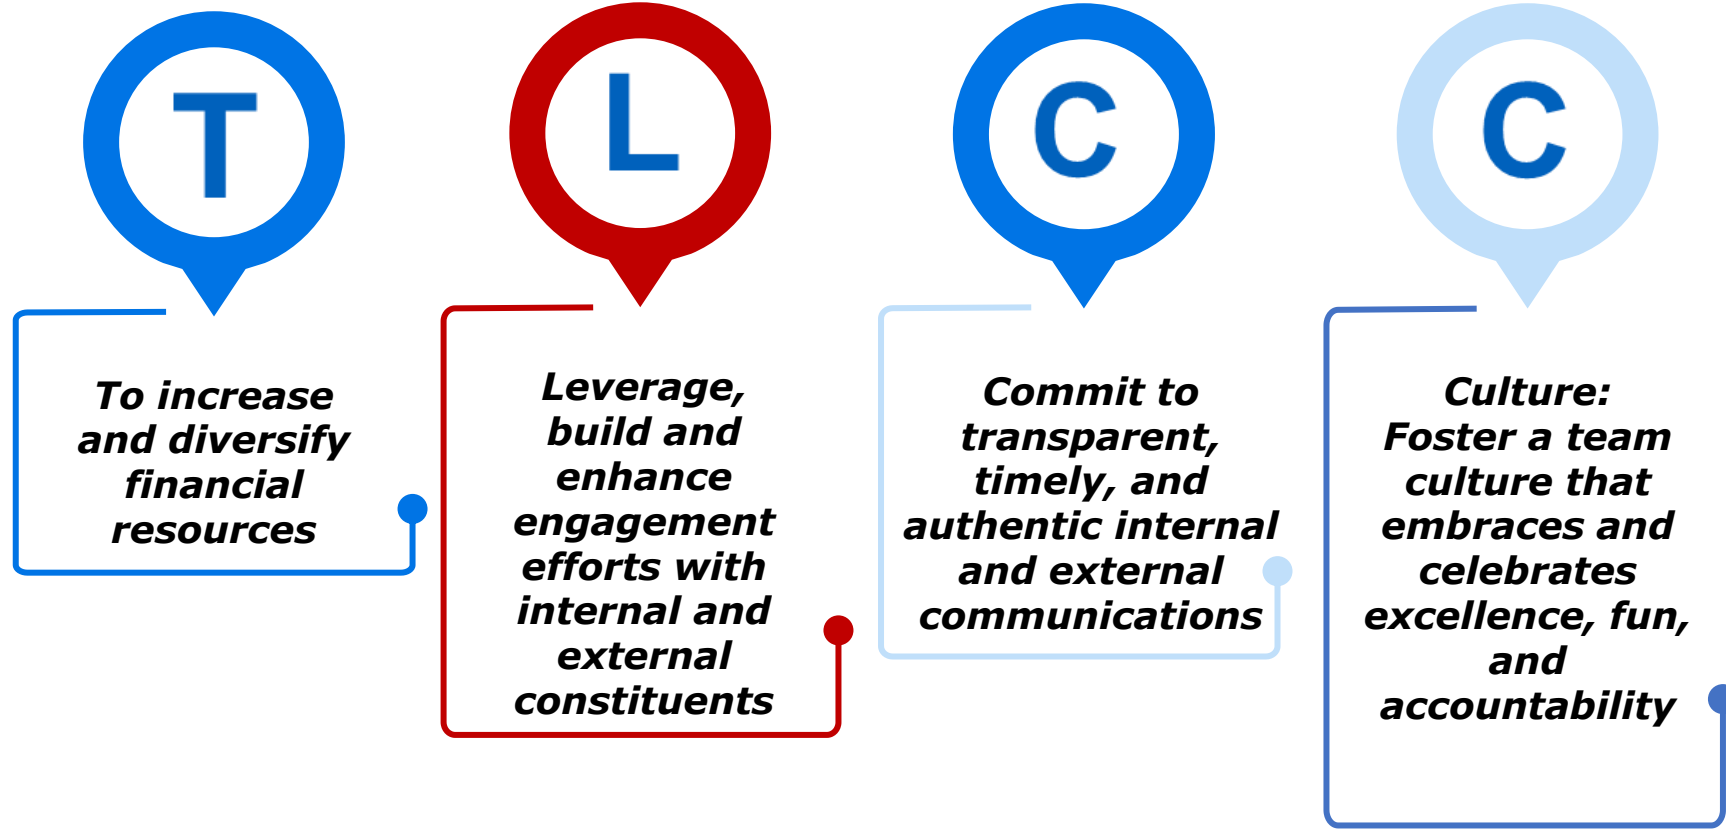 T
To increase
and diversify
financial
resources
L
Leverage,
build and
enhance
engagement
efforts with
internal and
external
constituents
C
Commit to
transparent,
timely, and
authentic internal
and external
communications
C
Culture:
Foster a team
culture that
embraces and
celebrates
excellence, fun,
and
accountability